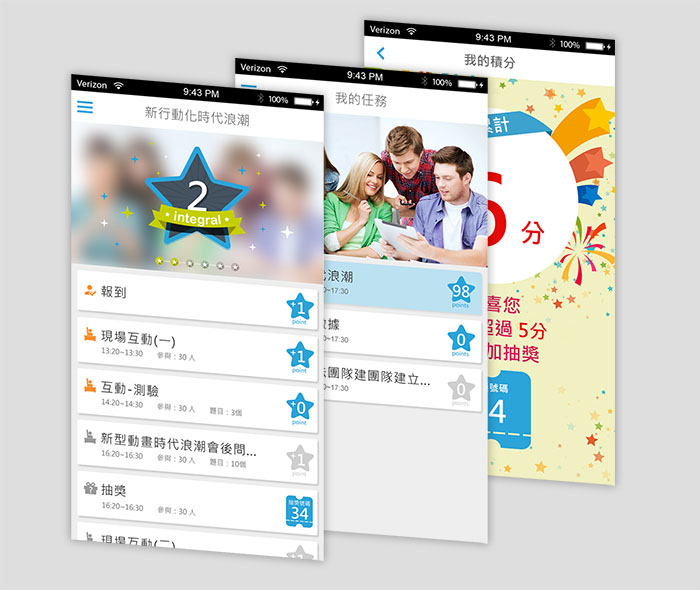 Verizon 9:43 PM 100%
新行動化時代浪潮
2
integral
報到
+1
point
現場互動(一)
13:20~13:30 參與：30 人
+1
point
互動-測驗
14:20~14:30 參與：30 人 題目：3個
+0
point
新型動畫時代浪潮會後問...
16:20~16:30 參與：30 人 題目：10個
+1
point
抽獎
16:20~16:30 參與：30 人
抽獎號碼
34
現場互動(二)
Verizon 9:43 PM 100%
我的任務
浪潮
~17:30
98
points
數據
~17:30
0
points
團隊建團隊建立...
~17:30
0
points
Verizon 9:43 PM 100%
我的積分
累計
分
喜您
超過 5分
加抽獎
號碼
4